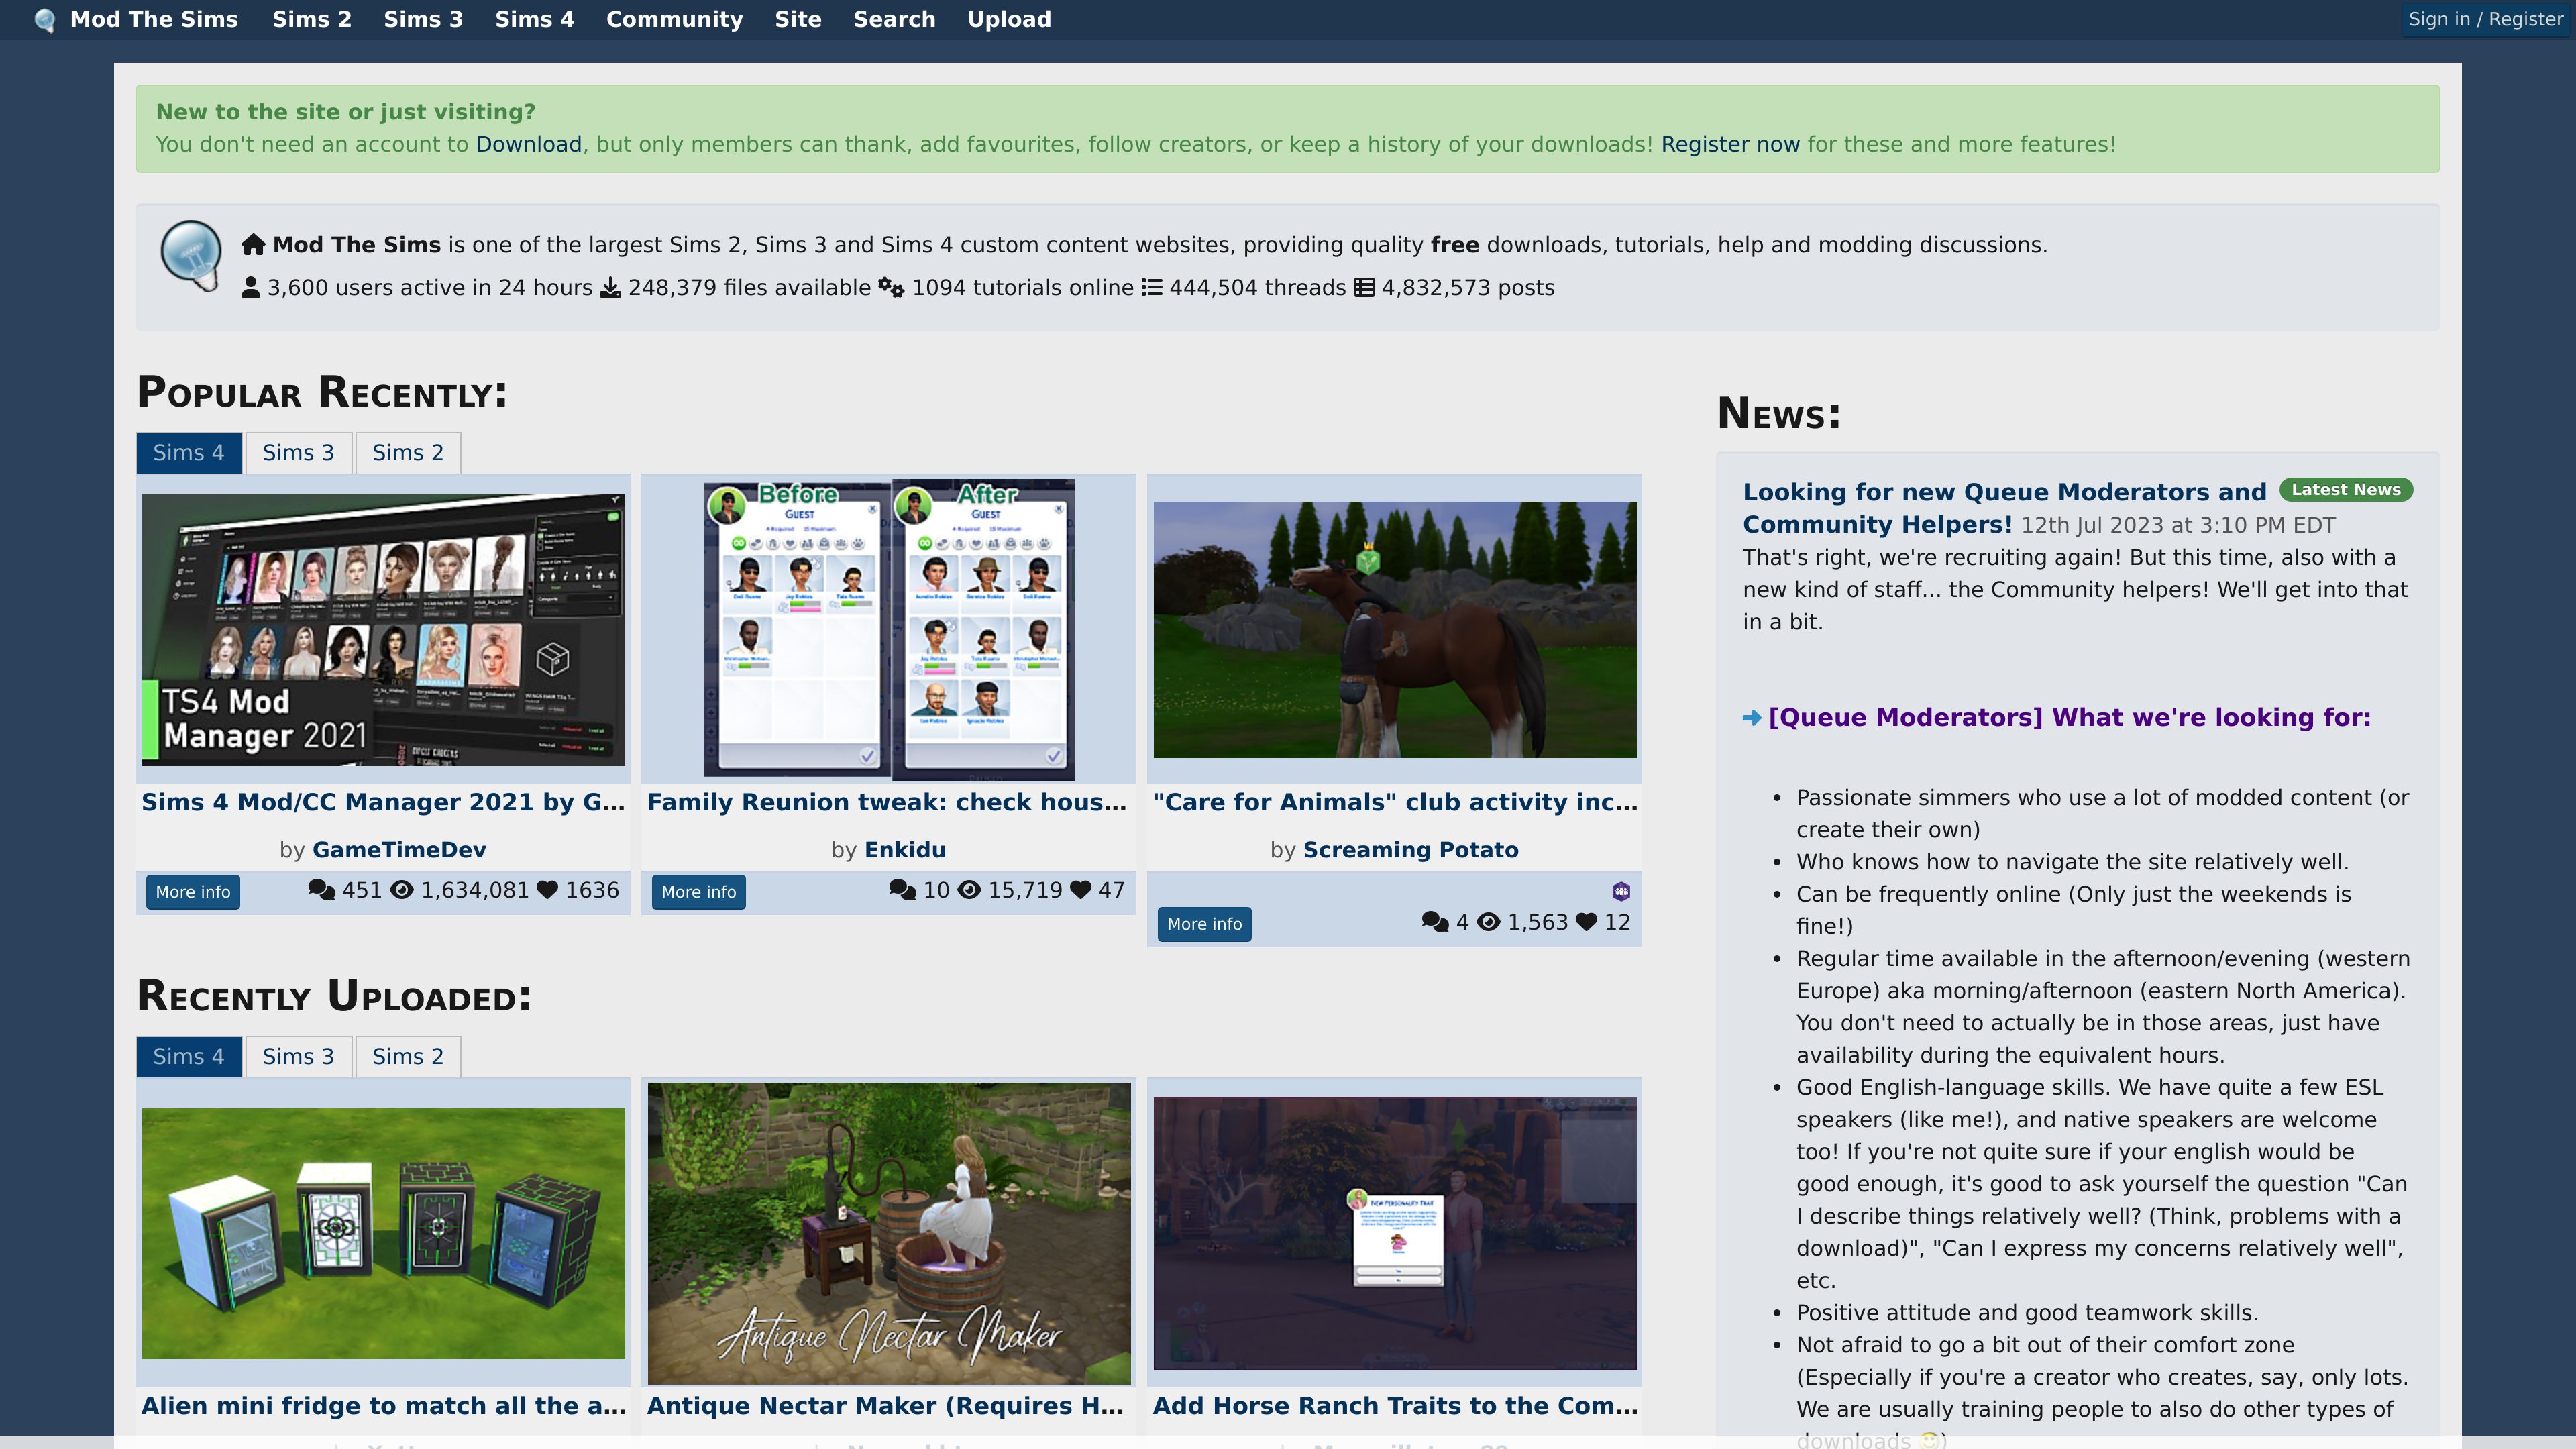 Mod The Sims Sims 2 Sims 3 Sims 4 Community Site Search Upload Sign in / Register
New to the site or just visiting?
You don't need an account to Download, but only members can thank, add favourites, follow creators, or keep a history of your downloads! Register now for these and more features!
Mod The Sims is one of the largest Sims 2, Sims 3 and Sims 4 custom content websites, providing quality free downloads, tutorials, help and modding discussions.
3,600 users active in 24 hours 248,379 files available 1094 tutorials online 444,504 threads 4,832,573 posts
Popular Recently:
Sims 4 Sims 3 Sims 2
TS4 Mod
Manager 2021
Before
GUEST
After
GUEST
Sims 4 Mod/CC Manager 2021 by G...
by GameTimeDev
More info 451 1,634,081 1636
Family Reunion tweak: check hous...
by Enkidu
More info 10 15,719 47
"Care for Animals" club activity inc...
by Screaming Potato
More info 4 1,563 12
Recently Uploaded:
Sims 4 Sims 3 Sims 2
Antique Nectar Maker
Alien mini fridge to match all the a...
Antique Nectar Maker (Requires H...
Add Horse Ranch Traits to the Com...
News:
Looking for new Queue Moderators and Latest News
Community Helpers! 12th Jul 2023 at 3:10 PM EDT
That's right, we're recruiting again! But this time, also with a
new kind of staff... the Community helpers! We'll get into that
in a bit.
[Queue Moderators] What we're looking for:
• Passionate simmers who use a lot of modded content (or
create their own)
• Who knows how to navigate the site relatively well.
• Can be frequently online (Only just the weekends is
fine!)
• Regular time available in the afternoon/evening (western
Europe) aka morning/afternoon (eastern North America).
You don't need to actually be in those areas, just have
availability during the equivalent hours.
• Good English-language skills. We have quite a few ESL
speakers (like me!), and native speakers are welcome
too! If you're not quite sure if your english would be
good enough, it's good to ask yourself the question "Can
I describe things relatively well? (Think, problems with a
download)", "Can I express my concerns relatively well",
etc.
• Positive attitude and good teamwork skills.
• Not afraid to go a bit out of their comfort zone
(Especially if you're a creator who creates, say, only lots.
We are usually training people to also do other types of
downloads 🙂)